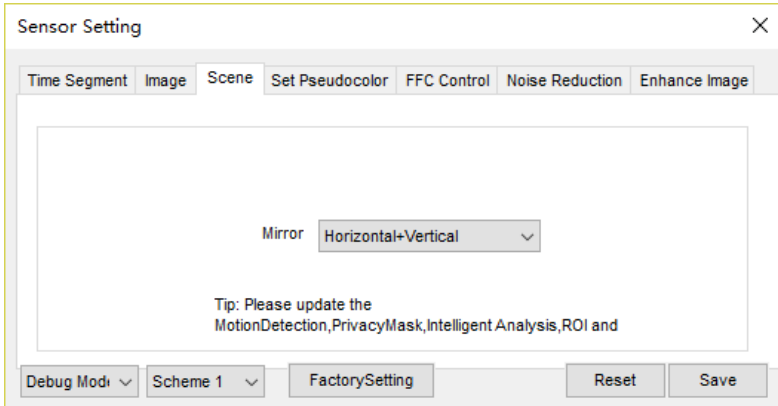 Sensor Setting
Time Segment Image Scene Set Pseudocolor FFC Control Noise Reduction Enhance Image
Mirror Horizontal+Vertical
Tip: Please update the
MotionDetection,PrivacyMask,Intelligent Analysis,ROI and
Debug Mod Scheme 1 FactorySetting Reset Save